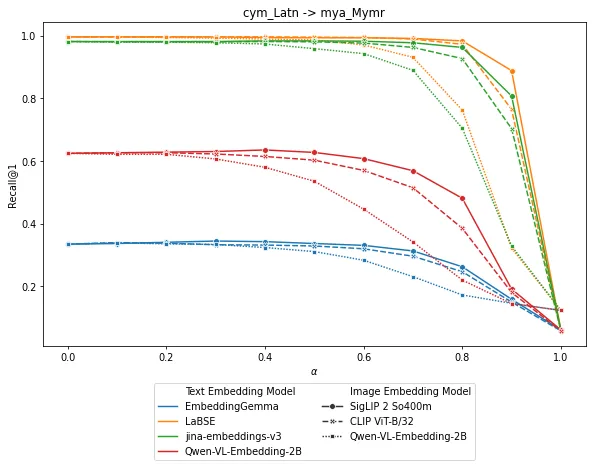 cym_Latn -> mya_Mymr
Recall@1
1.0
0.8
0.6
0.4
0.2
0.0 0.2 0.4 0.6 0.8 1.0
α
Text Embedding Model
EmbeddingGemma
LaBSE
jina-embeddings-v3
Qwen-VL-Embedding-2B
Image Embedding Model
SigLIP 2 So400m
CLIP ViT-B/32
Qwen-VL-Embedding-2B